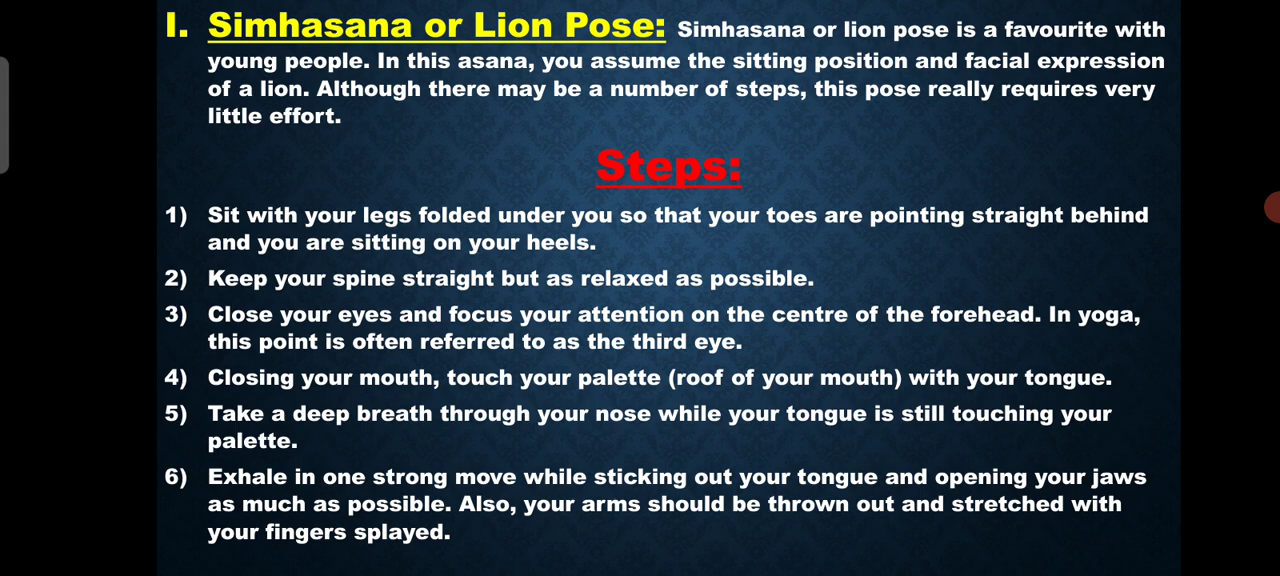 I. Simhasana or Lion Pose: Simhasana or lion pose is a favourite with
young people. In this asana, you assume the sitting position and facial expression
of a lion. Although there may be a number of steps, this pose really requires very
little effort.
Steps:
1) Sit with your legs folded under you so that your toes are pointing straight behind
and you are sitting on your heels.
2) Keep your spine straight but as relaxed as possible.
3) Close your eyes and focus your attention on the centre of the forehead. In yoga,
this point is often referred to as the third eye.
4) Closing your mouth, touch your palette (roof of your mouth) with your tongue.
5) Take a deep breath through your nose while your tongue is still touching your
palette.
6) Exhale in one strong move while sticking out your tongue and opening your jaws
as much as possible. Also, your arms should be thrown out and stretched with
your fingers splayed.